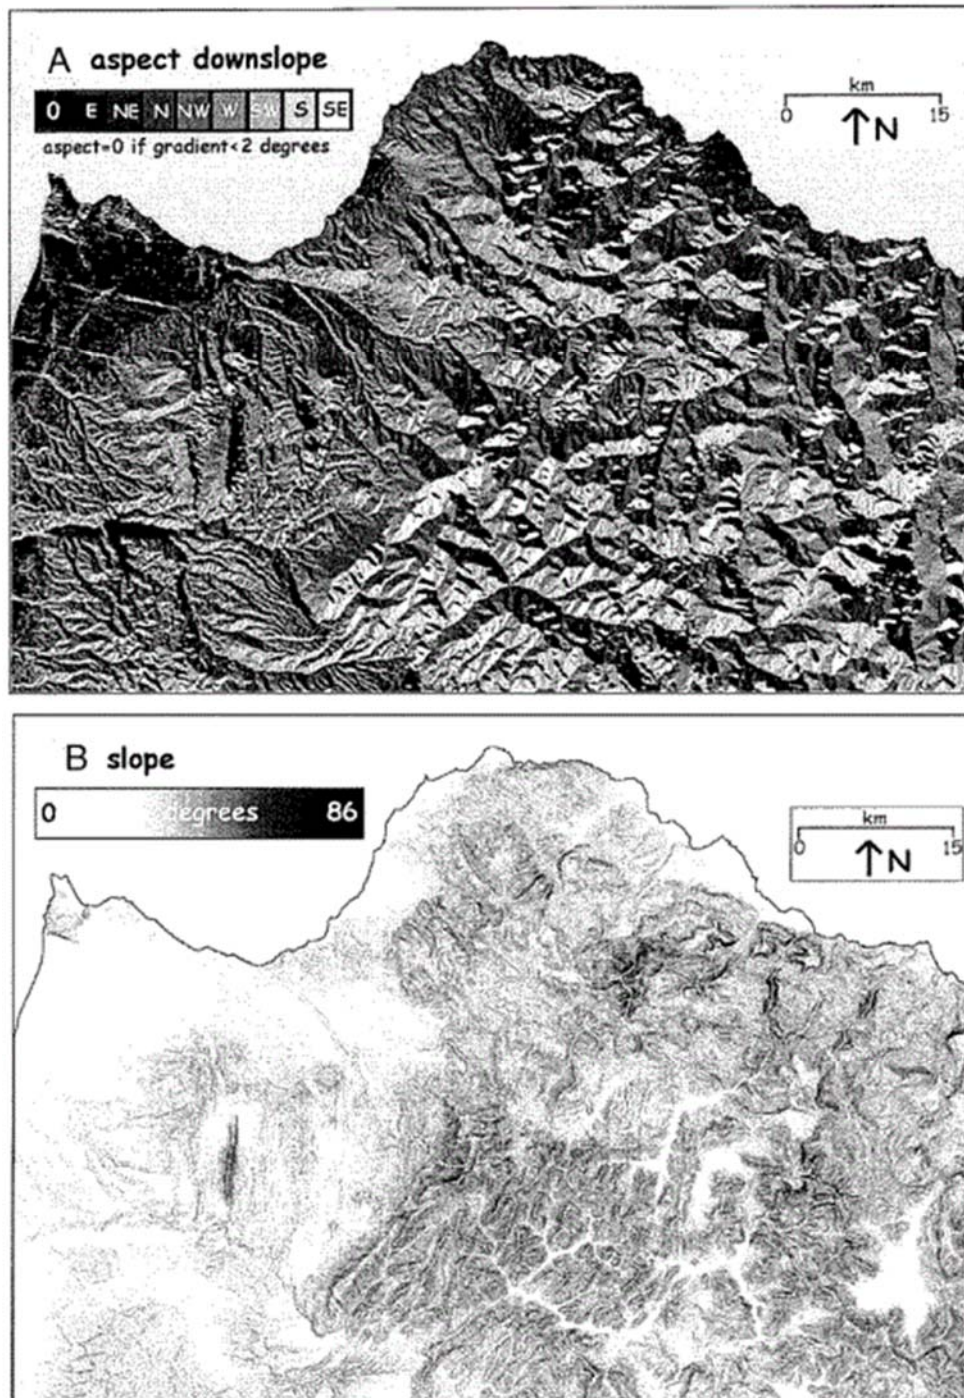 A aspect downslope
0 E NE N NW W SW S SE
aspect=0 if gradient<2 degrees
km
0 15
↑N
B slope
0 degrees 86
km
0 15
↑N